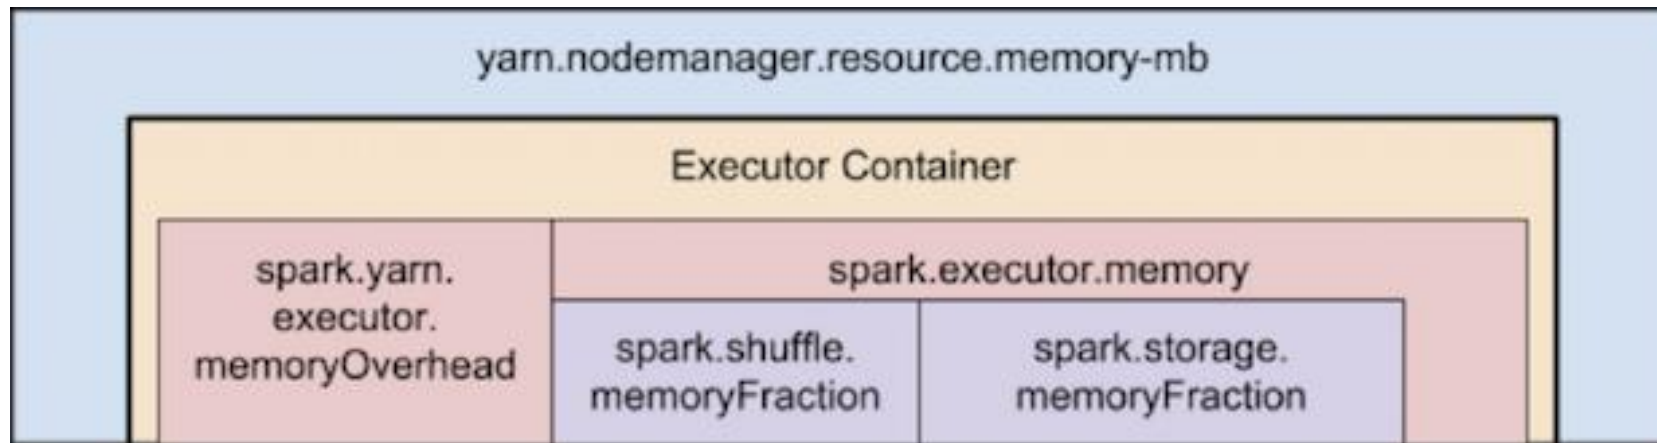 yarn.nodemanager.resource.memory-mb
Executor Container
spark.yarn.
executor.
memoryOverhead
spark.executor.memory
spark.shuffle.
memoryFraction
spark.storage.
memoryFraction